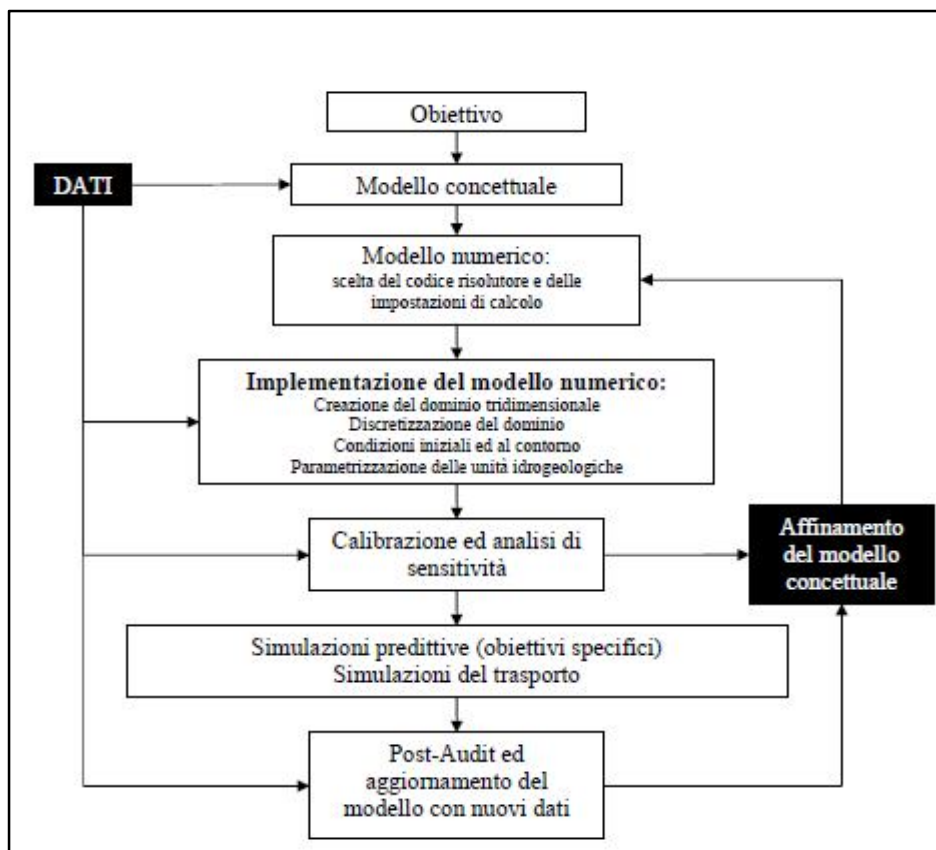 Obiettivo
DATI
Modello concettuale
Modello numerico:
scelta del codice risolutore e delle
impostazioni di calcolo
Implementazione del modello numerico:
Creazione del dominio tridimensionale
Discretizzazione del dominio
Condizioni iniziali ed al contorno
Parametrizzazione delle unità idrogeologiche
Calibrazione ed analisi di
sensitività
Affinamento
del modello
concettuale
Simulazioni predittive (obiettivi specifici)
Simulazioni del trasporto
Post-Audit ed
aggiornamento del
modello con nuovi dati